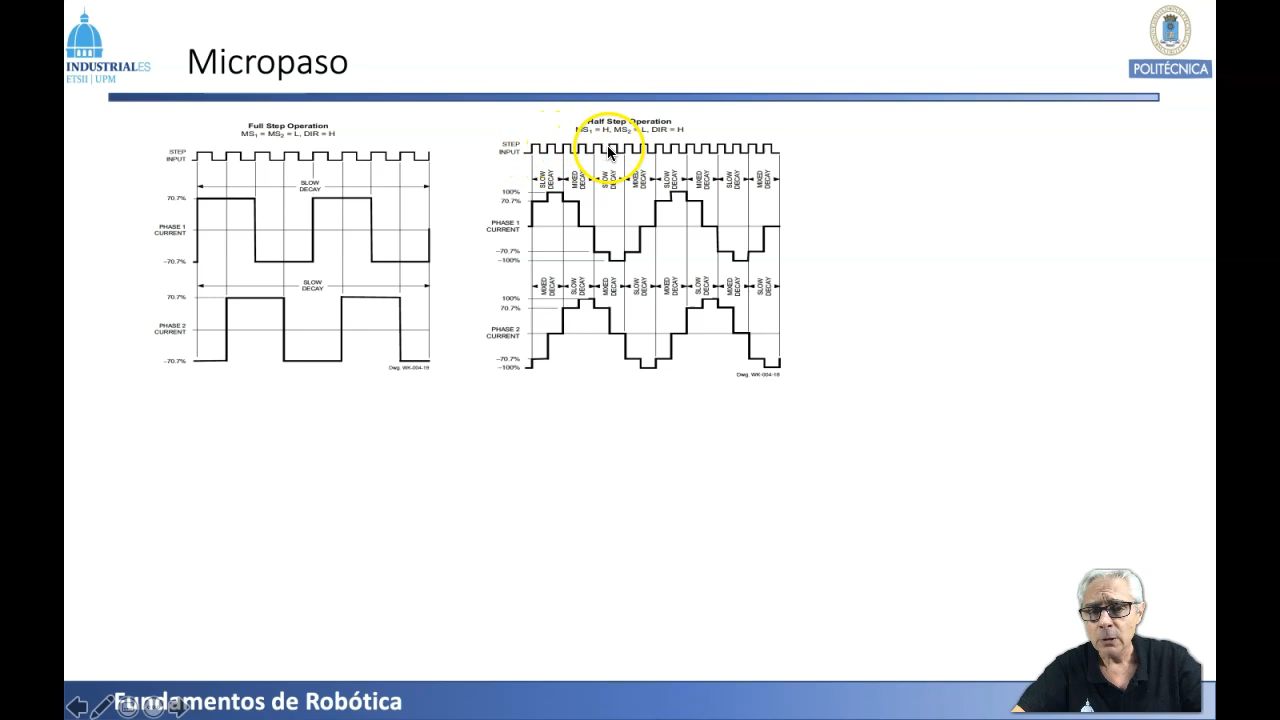 INDUSTRIALES
ETSII | UPM
Micropaso
POLITÉCNICA
Full Step Operation
MS1 = MS2 = L, DIR = H
STEP
INPUT
SLOW
DECAY
70.7%
PHASE 1
CURRENT
–70.7%
SLOW
DECAY
70.7%
PHASE 2
CURRENT
–70.7%
Dwg. WK-004-19
Half Step Operation
MS1 = H, MS2 = L, DIR = H
STEP
INPUT
SLOW
DECAY
MIXED
DECAY
SLOW
DECAY
MIXED
DECAY
SLOW
DECAY
MIXED
DECAY
SLOW
DECAY
MIXED
DECAY
100%
70.7%
PHASE 1
CURRENT
–70.7%
–100%
MIXED
DECAY
SLOW
DECAY
MIXED
DECAY
SLOW
DECAY
MIXED
DECAY
SLOW
DECAY
MIXED
DECAY
SLOW
DECAY
100%
70.7%
PHASE 2
CURRENT
–70.7%
–100%
Dwg. WK-004-18
Fundamentos de Robótica